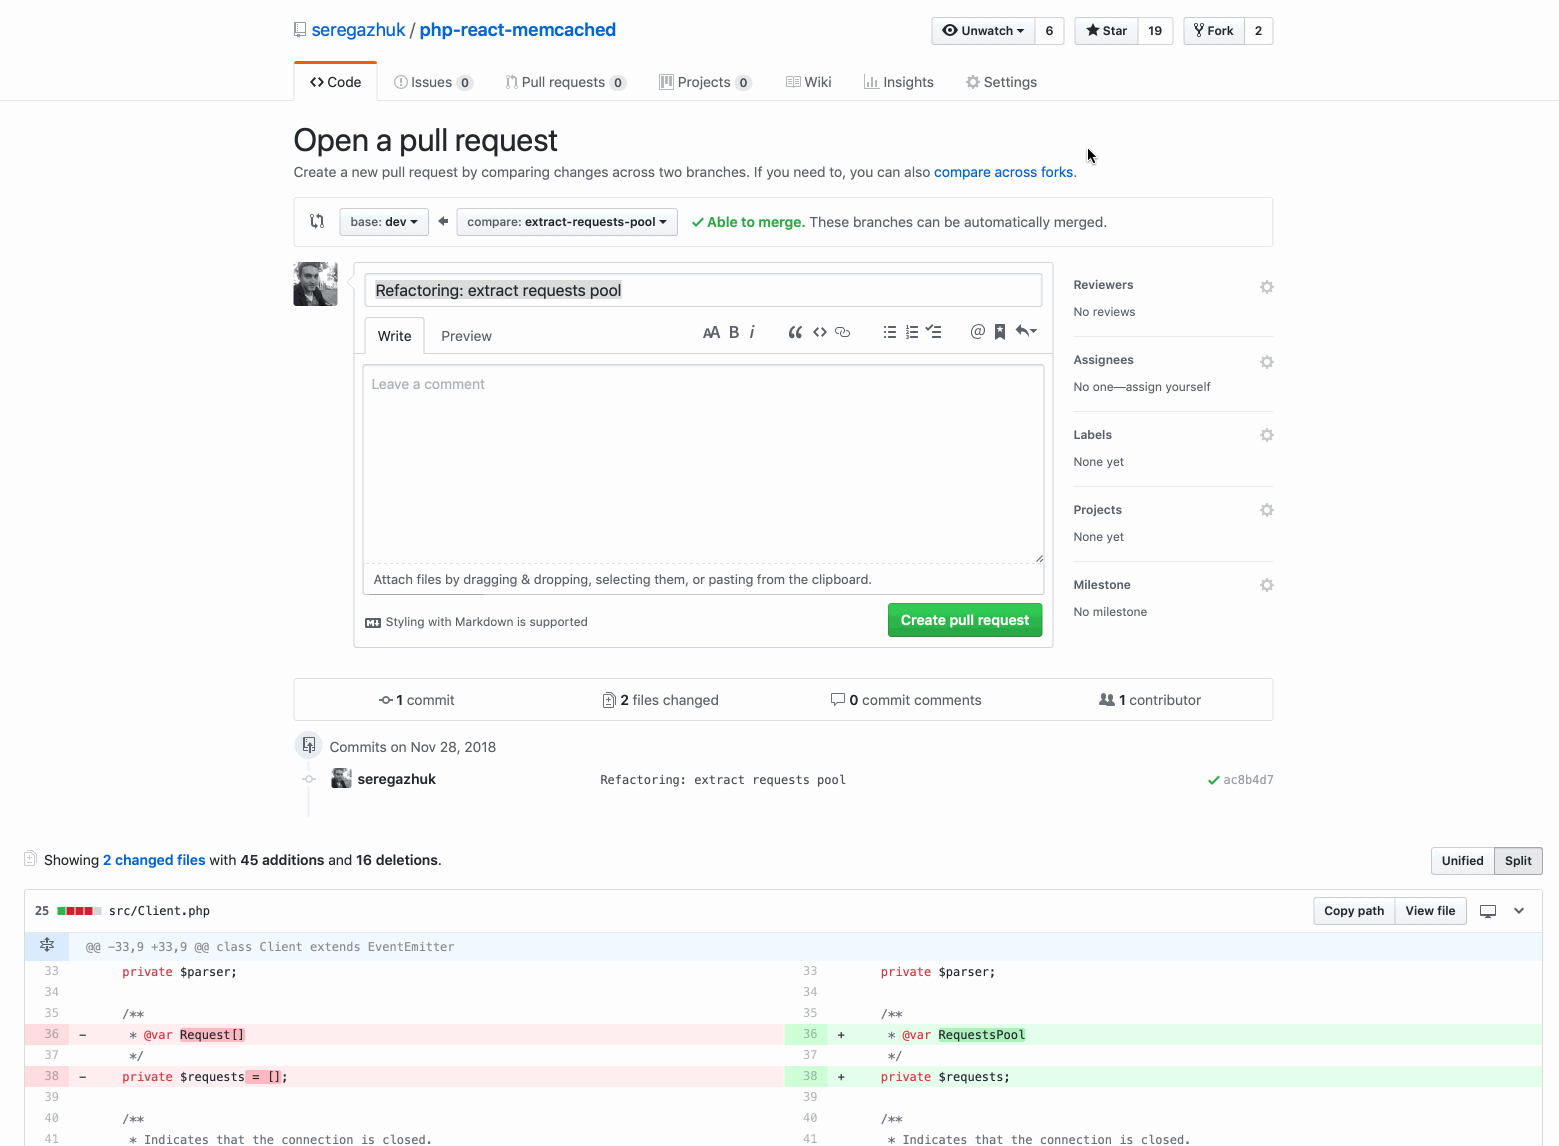 seregazhuk / php-react-memcached
Unwatch 6 Star 19 Fork 2
Code Issues 0 Pull requests 0 Projects 0 Wiki Insights Settings
Open a pull request
Create a new pull request by comparing changes across two branches. If you need to, you can also compare across forks.
base: dev compare: extract-requests-pool Able to merge. These branches can be automatically merged.
Refactoring: extract requests pool
Write Preview AA B i
Leave a comment
Attach files by dragging & dropping, selecting them, or pasting from the clipboard.
Styling with Markdown is supported
Create pull request
Reviewers
No reviews
Assignees
No one—assign yourself
Labels
None yet
Projects
None yet
Milestone
No milestone
1 commit 2 files changed 0 commit comments 1 contributor
Commits on Nov 28, 2018
seregazhuk Refactoring: extract requests pool ac8b4d7
Showing 2 changed files with 45 additions and 16 deletions.
Unified Split
25 src/Client.php Copy path View file
@@ -33,9 +33,9 @@ class Client extends EventEmitter
33 private $parser; 33 private $parser;
34 34
35 /** 35 /**
36 - * @var Request[] 36 + * @var RequestsPool
37 */ 37 */
38 - private $requests = []; 38 + private $requests;
39 39
40 /** 40 /**
41 * Indicates that the connection is closed. 41 * Indicates that the connection is closed.